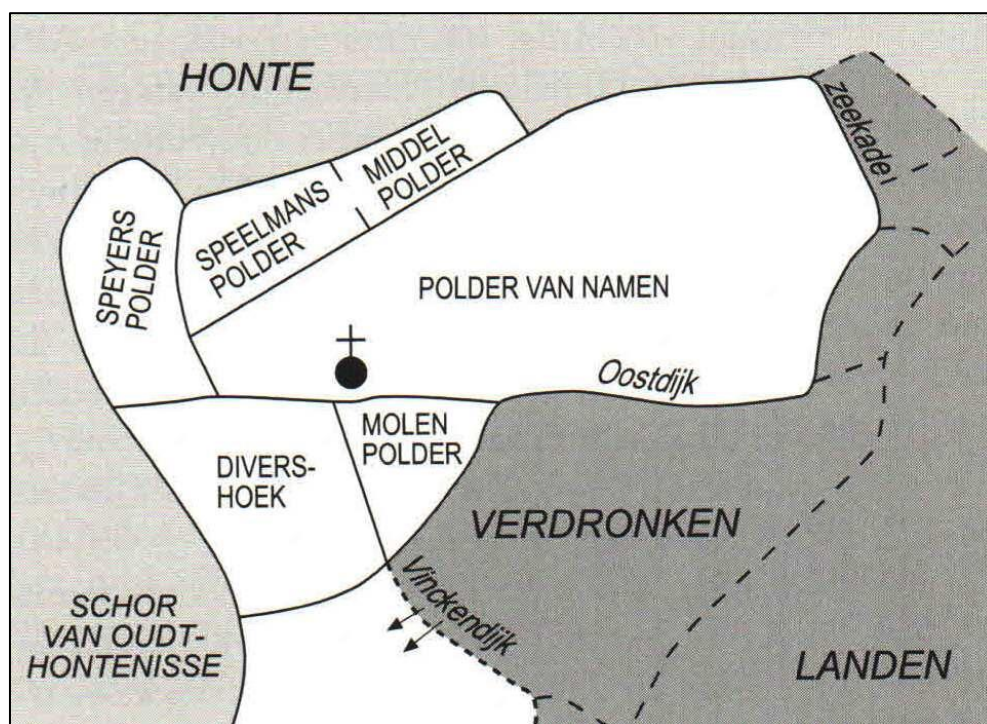 HONTE
zeekade
MIDDEL
POLDER
SPEELMANS
POLDER
SPEYERS
POLDER
POLDER VAN NAMEN
Oostdijk
MOLEN
POLDER
DIVERS-
HOEK
VERDRONKEN
Vinckendijk
SCHOR
VAN OUDT-
HONTENISSE
LANDEN